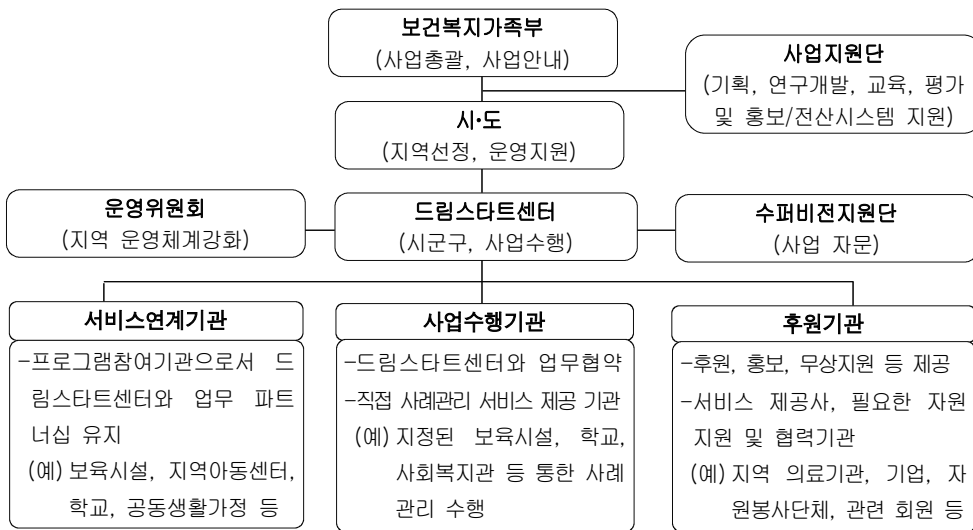 보건복지가족부
(사업총괄, 사업안내)
사업지원단
(기획, 연구개발, 교육, 평가
및 홍보/전산시스템 지원)
시·도
(지역선정, 운영지원)
운영위원회
(지역 운영체계강화)
드림스타트센터
(시군구, 사업수행)
수퍼비전지원단
(사업 자문)
서비스연계기관
-프로그램참여기관으로서 드
림스타트센터와 업무 파트
너십 유지
(예) 보육시설, 지역아동센터,
학교, 공동생활가정 등
사업수행기관
-드림스타트센터와 업무협약
-직접 사례관리 서비스 제공 기관
(예) 지정된 보육시설, 학교,
사회복지관 등 통한 사례
관리 수행
후원기관
-후원, 홍보, 무상지원 등 제공
-서비스 제공사, 필요한 자원
지원 및 협력기관
(예) 지역 의료기관, 기업, 자
원봉사단체, 관련 회원 등